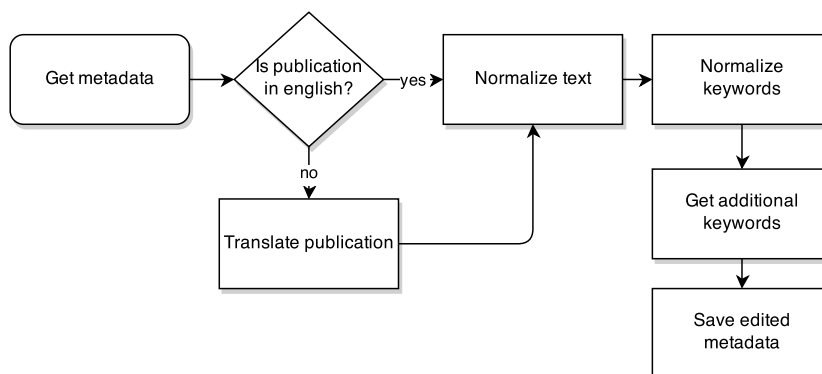 Get metadata
Is publication
in english?
yes
Normalize text
Normalize
keywords
no
Translate publication
Get additional
keywords
Save edited
metadata